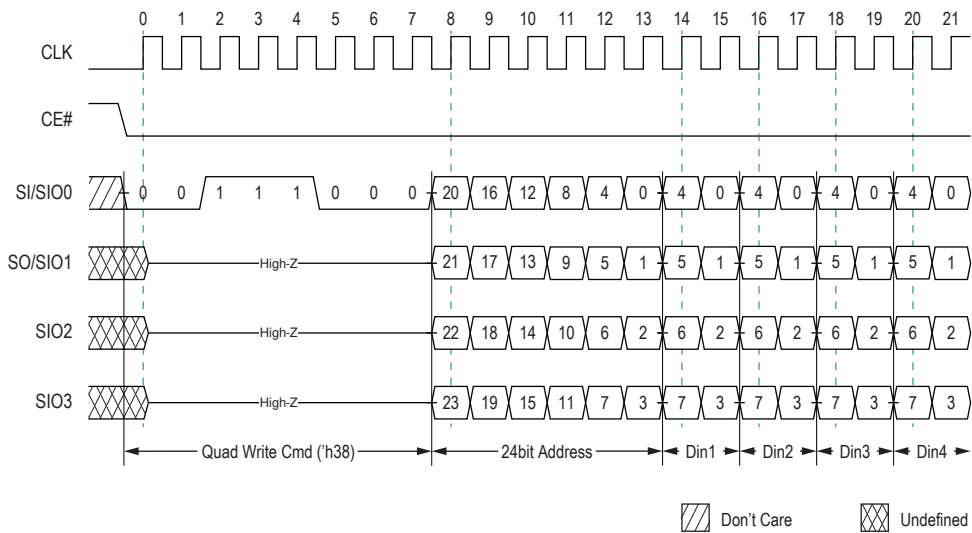 0 1 2 3 4 5 6 7 8 9 10 11 12 13 14 15 16 17 18 19 20 21
CLK
CE#
SI/SIO0 0 0 1 1 1 0 0 0 20 16 12 8 4 0 4 0 4 0 4 0 4 0
SO/SIO1 High-Z 21 17 13 9 5 1 5 1 5 1 5 1 5 1
SIO2 High-Z 22 18 14 10 6 2 6 2 6 2 6 2 6 2
SIO3 High-Z 23 19 15 11 7 3 7 3 7 3 7 3 7 3
Quad Write Cmd ('h38) 24bit Address Din1 Din2 Din3 Din4
Don't Care Undefined